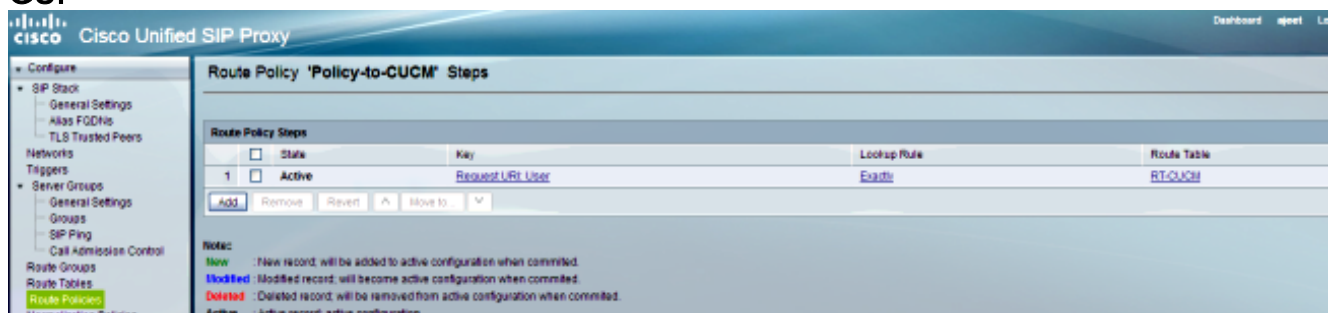 cisco Cisco Unified SIP Proxy
Dashboard ajeet Lo
Configure
SIP Stack
General Settings
Alias FQDNs
TLS Trusted Peers
Networks
Triggers
Server Groups
General Settings
Groups
SIP Ping
Call Admission Control
Route Groups
Route Tables
Route Policies
Route Policy 'Policy-to-CUCM' Steps
Route Policy Steps
State Key Lookup Rule Route Table
1 Active Request URI: User Exactly RT-CUCM
Add Remove Revert Move to...
Note:
New : New record; will be added to active configuration when commited.
Modified : Modified record; will become active configuration when commited.
Deleted : Deleted record; will be removed from active configuration when commited.